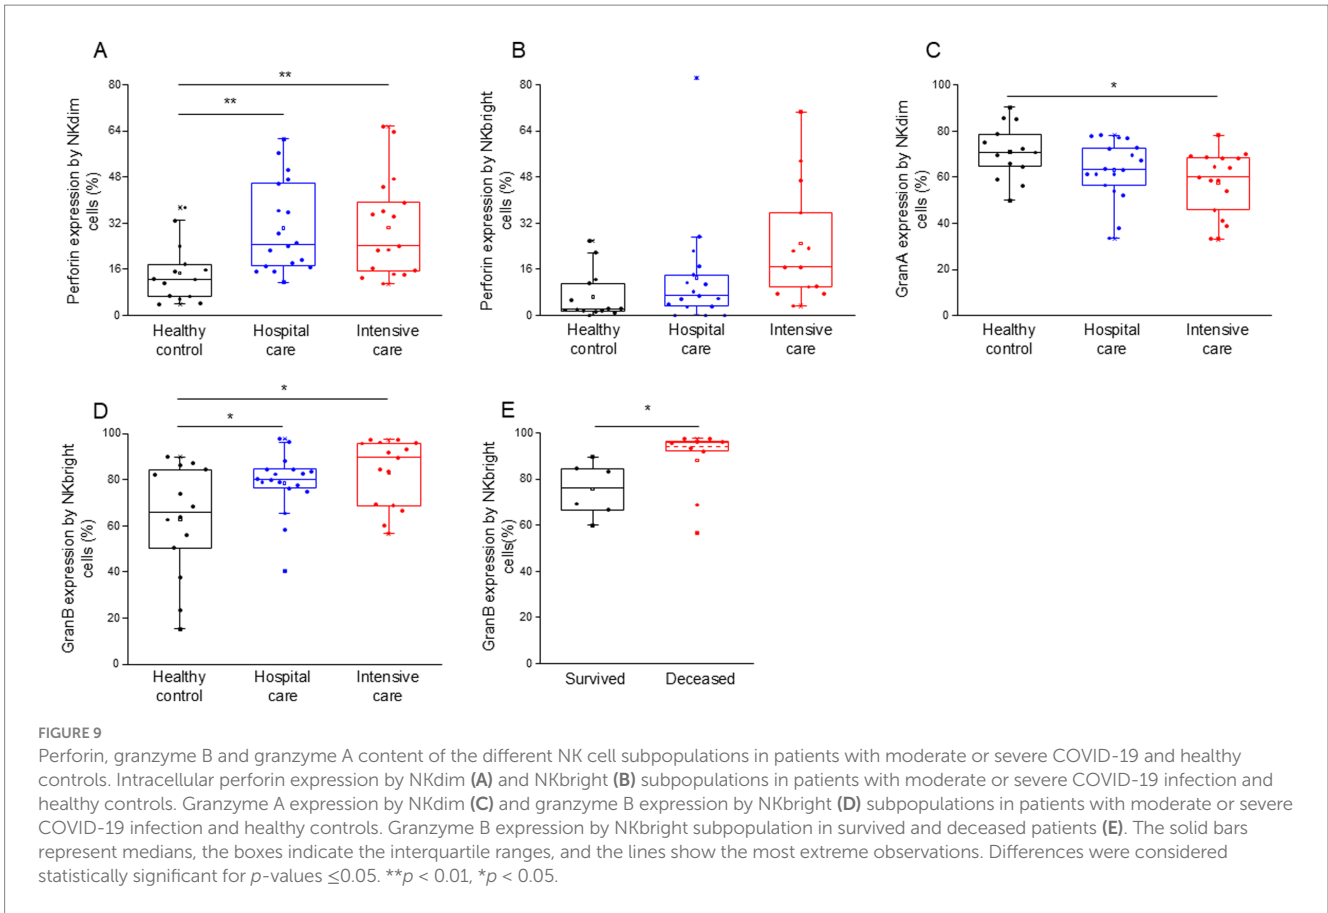 A
Perforin expression by NKdim
cells (%)
80
64
48
32
16
0
**
**
Healthy
control
Hospital
care
Intensive
care
B
Perforin expression by NKbright
cells (%)
80
64
48
32
16
0
Healthy
control
Hospital
care
Intensive
care
C
GranA expression by NKdim
cells (%)
100
80
60
40
20
0
*
Healthy
control
Hospital
care
Intensive
care
D
GranB expression by NKbright
cells (%)
100
80
60
40
20
0
*
*
Healthy
control
Hospital
care
Intensive
care
E
GranB expression by NKbright
cells(%)
100
80
60
40
20
0
*
Survived
Deceased
FIGURE 9
Perforin, granzyme B and granzyme A content of the different NK cell subpopulations in patients with moderate or severe COVID-19 and healthy
controls. Intracellular perforin expression by NKdim (A) and NKbright (B) subpopulations in patients with moderate or severe COVID-19 infection and
healthy controls. Granzyme A expression by NKdim (C) and granzyme B expression by NKbright (D) subpopulations in patients with moderate or severe
COVID-19 infection and healthy controls. Granzyme B expression by NKbright subpopulation in survived and deceased patients (E). The solid bars
represent medians, the boxes indicate the interquartile ranges, and the lines show the most extreme observations. Differences were considered
statistically significant for p-values ≤0.05. **p < 0.01, *p < 0.05.